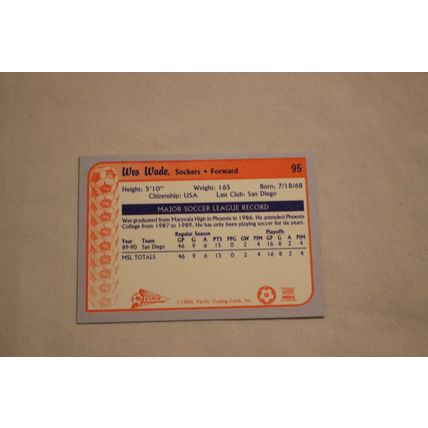 Wes Wade, Sockers • Forward 95
Height: 5'10" Weight: 165 Born: 7/18/68
Citizenship: USA Last Club: San Diego
MAJOR SOCCER LEAGUE RECORD
Wes graduated from Maryvala High in Phoenix in 1986. He attended Phoenix
College from 1987 to 1989. He has only been playing soccer for six years.
Regular Season Playoffs
Year Team GP G A PTS PPG GW PIM GP G A PIM
89-90 San Diego 46 9 6 15 0 2 4 16 8 2 4
MSL TOTALS 46 9 6 15 0 2 4 16 8 2 4
PACIFIC
©1990, Pacific Trading Cards, Inc.